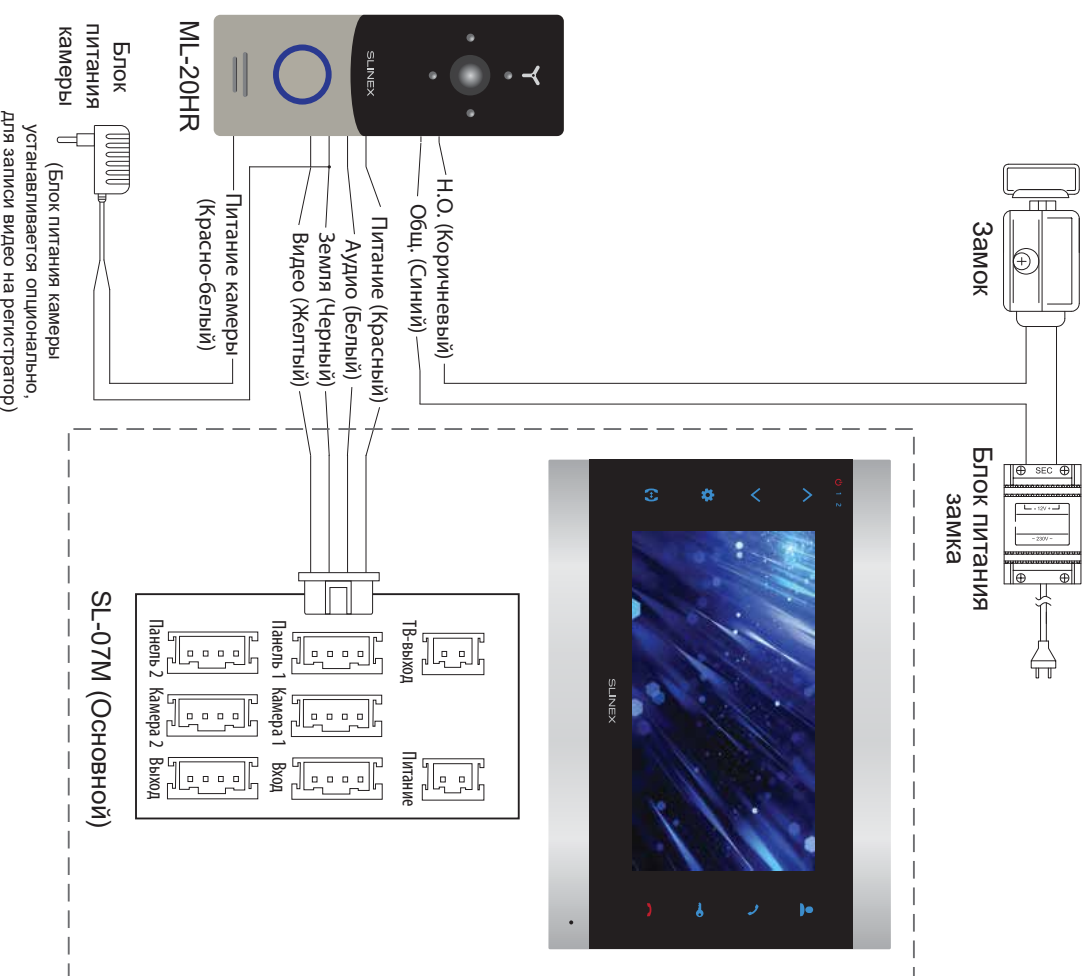 Замок
Блок питания
замка
SEC
- 12V +
~ 230V ~
SLINEX
ML-20HR
Н.О. (Коричневый)
Общ. (Синий)
Питание (Красный)
Аудио (Белый)
Земля (Черный)
Видео (Желтый)
Питание камеры
(Красно-белый)
Блок
питания
камеры
(Блок питания камеры
устанавливается опционально,
для записи видео на регистратор)
1 2
SLINEX
ТВ-выход
Питание
Панель 1
Камера 1
Вход
Панель 2
Камера 2
Выход
SL-07M (Основной)